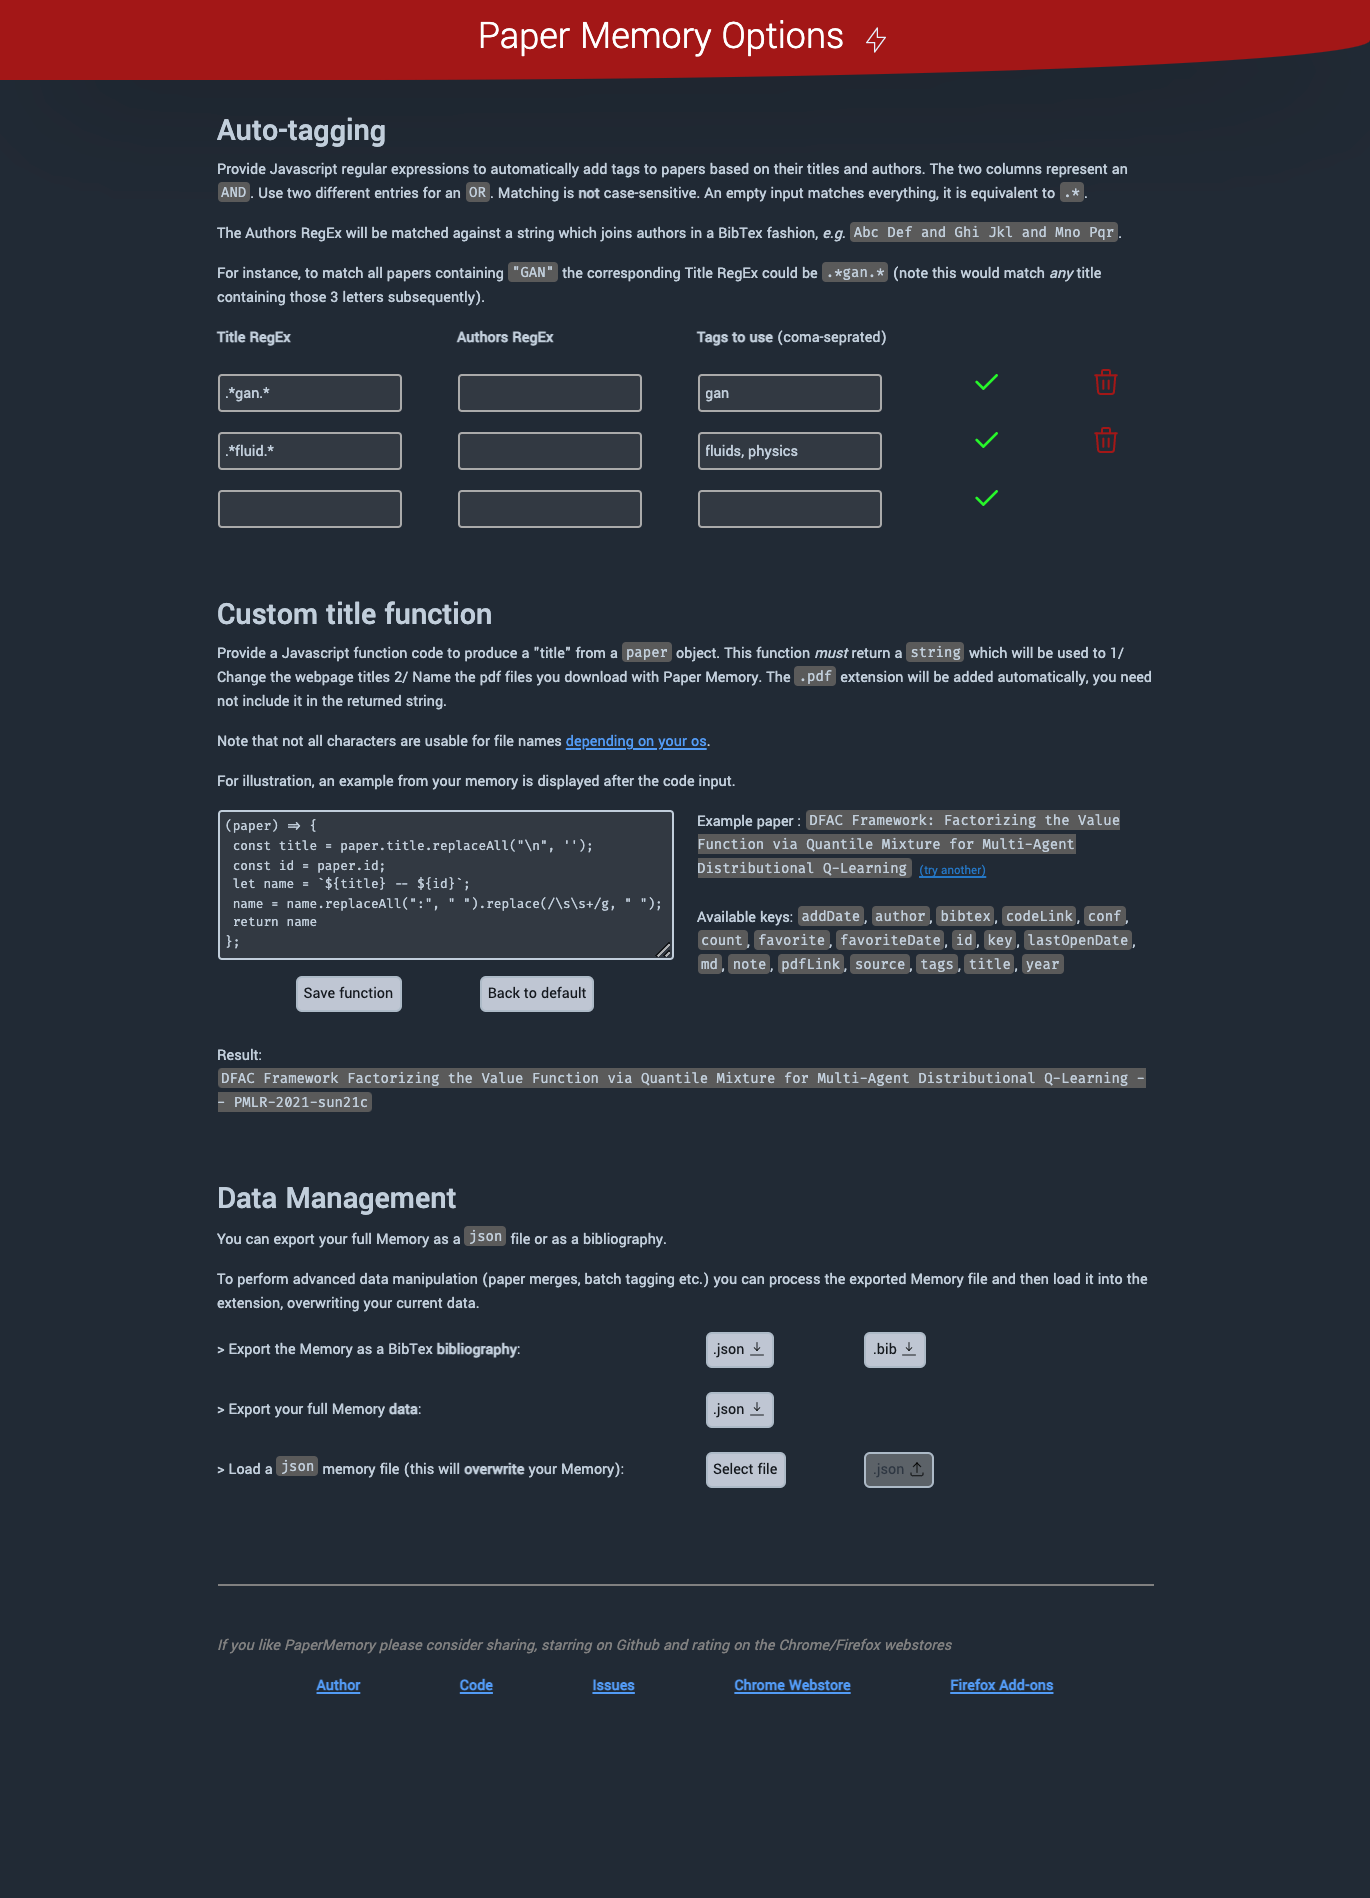 Paper Memory Options
Auto-tagging
Provide Javascript regular expressions to automatically add tags to papers based on their titles and authors. The two columns represent an
AND. Use two different entries for an OR. Matching is not case-sensitive. An empty input matches everything, it is equivalent to .*.
The Authors RegEx will be matched against a string which joins authors in a BibTex fashion, e.g. Abc Def and Ghi Jkl and Mno Pqr.
For instance, to match all papers containing "GAN" the corresponding Title RegEx could be .*gan.* (note this would match any title
containing those 3 letters subsequently).
Title RegEx Authors RegEx Tags to use (coma-seprated)
.*gan.* gan
.*fluid.* fluids, physics
Custom title function
Provide a Javascript function code to produce a "title" from a paper object. This function must return a string which will be used to 1/
Change the webpage titles 2/ Name the pdf files you download with Paper Memory. The .pdf extension will be added automatically, you need
not include it in the returned string.
Note that not all characters are usable for file names depending on your os.
For illustration, an example from your memory is displayed after the code input.
(paper) => {
const title = paper.title.replaceAll("\n", '');
const id = paper.id;
let name = `${title} -- ${id}`;
name = name.replaceAll(":", " ").replace(/\s\s+/g, " ");
return name
};
Save function Back to default
Example paper : DFAC Framework: Factorizing the Value
Function via Quantile Mixture for Multi-Agent
Distributional Q-Learning (try another)
Available keys: addDate, author, bibtex, codeLink, conf,
count, favorite, favoriteDate, id, key, lastOpenDate,
md, note, pdfLink, source, tags, title, year
Result:
DFAC Framework Factorizing the Value Function via Quantile Mixture for Multi-Agent Distributional Q-Learning -
- PMLR-2021-sun21c
Data Management
You can export your full Memory as a json file or as a bibliography.
To perform advanced data manipulation (paper merges, batch tagging etc.) you can process the exported Memory file and then load it into the
extension, overwriting your current data.
> Export the Memory as a BibTex bibliography: .json .bib
> Export your full Memory data: .json
> Load a json memory file (this will overwrite your Memory): Select file .json
If you like PaperMemory please consider sharing, starring on Github and rating on the Chrome/Firefox webstores
Author Code Issues Chrome Webstore Firefox Add-ons